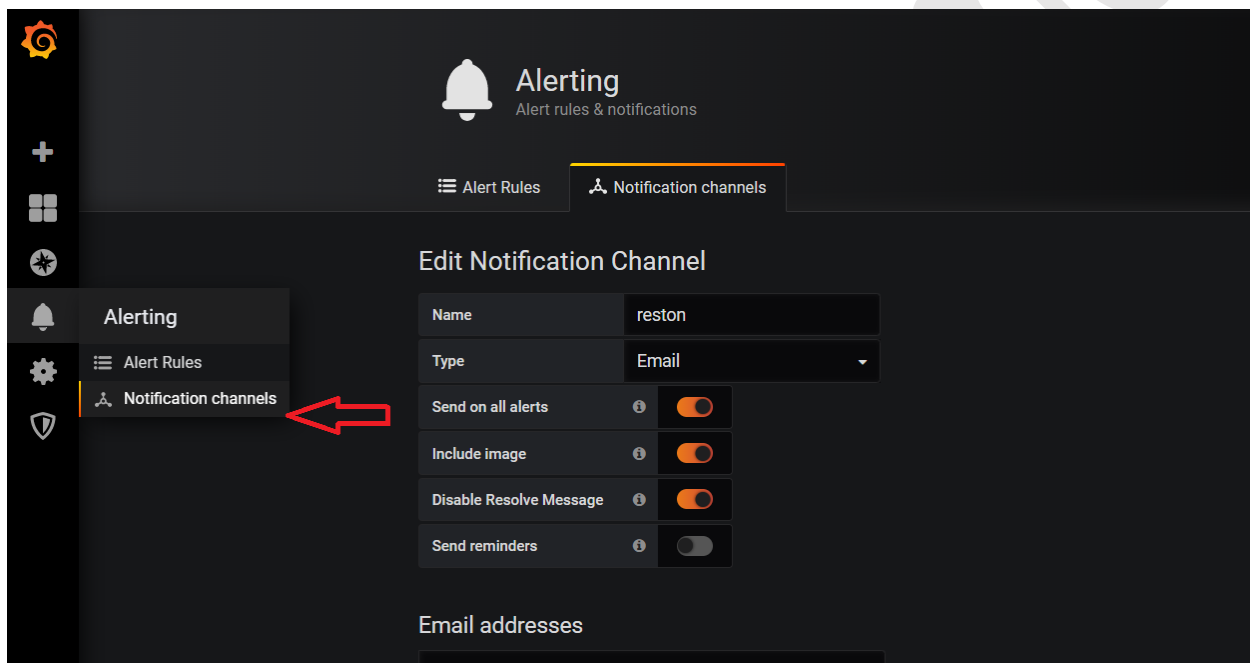 Alerting
Alert rules & notifications
Alert Rules
Notification channels
Edit Notification Channel
Name
reston
Type
Email
Send on all alerts
Include image
Disable Resolve Message
Send reminders
Email addresses
Alerting
Alert Rules
Notification channels